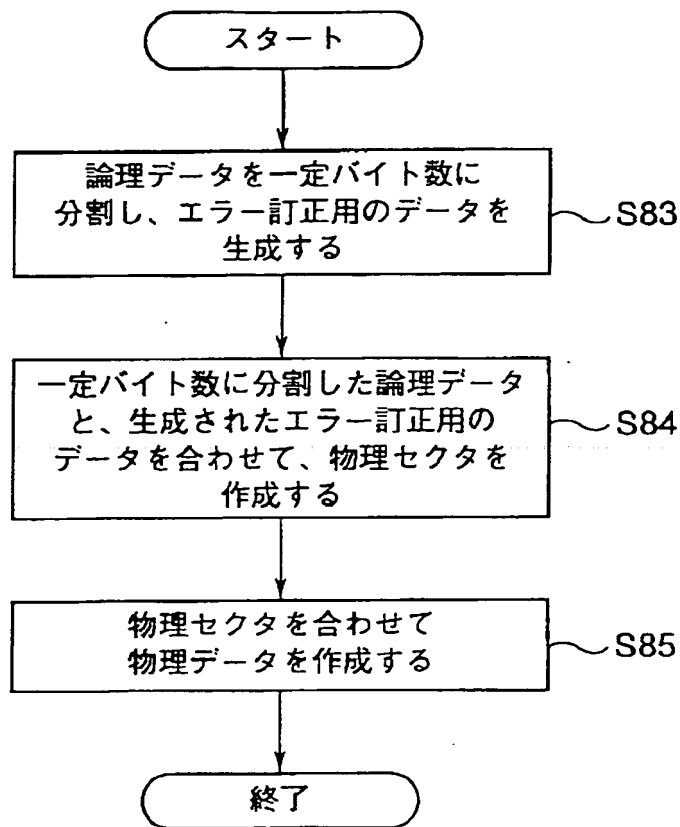 スタート
論理データを一定バイト数に
分割し、エラー訂正用のデータを
生成する
S83
一定バイト数に分割した論理データ
と、生成されたエラー訂正用の
データを合わせて、物理セクタを
作成する
S84
物理セクタを合わせて
物理データを作成する
S85
終了